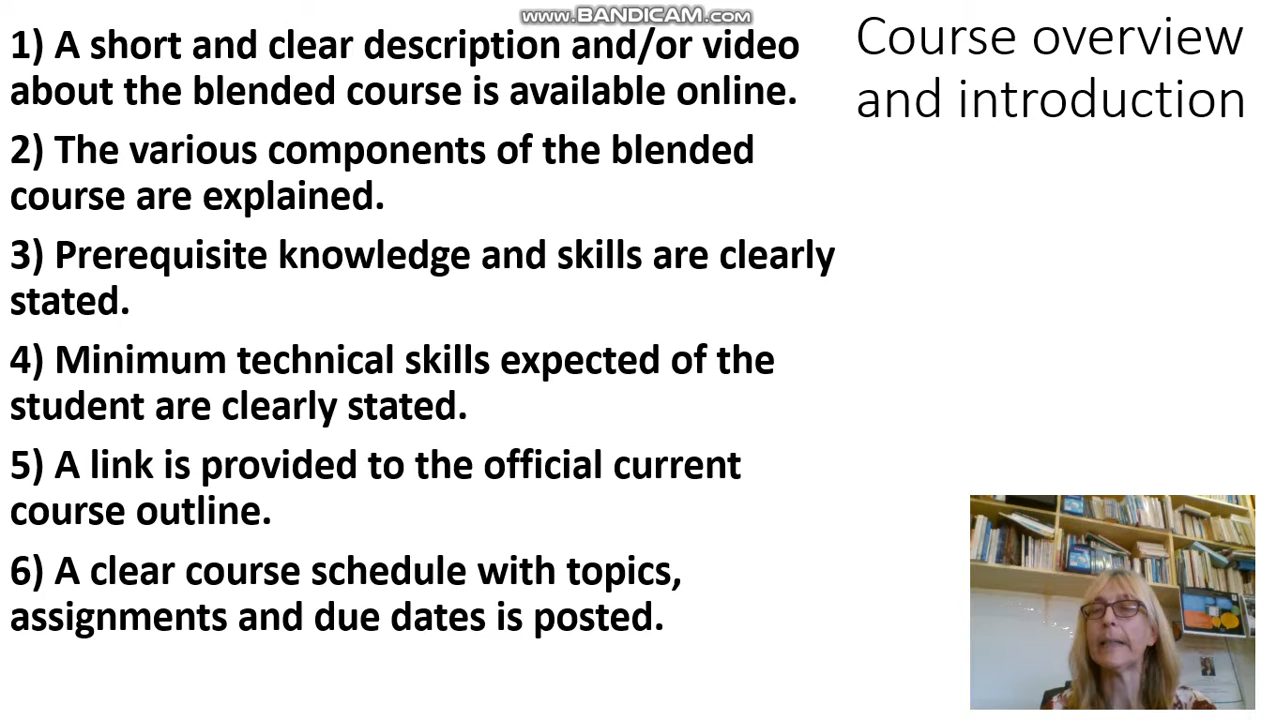 www.BANDICAM.com
Course overview
and introduction
1) A short and clear description and/or video
about the blended course is available online.
2) The various components of the blended
course are explained.
3) Prerequisite knowledge and skills are clearly
stated.
4) Minimum technical skills expected of the
student are clearly stated.
5) A link is provided to the official current
course outline.
6) A clear course schedule with topics,
assignments and due dates is posted.